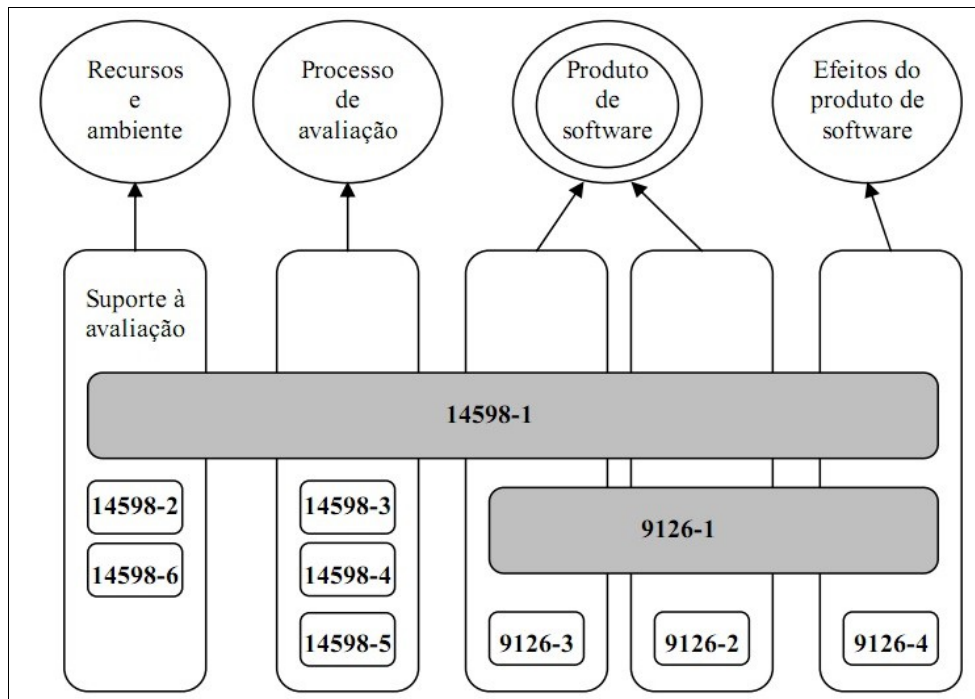 Recursos
e
ambiente
Processo
de
avaliação
Produto
de
software
Efeitos do
produto de
software
Suporte à
avaliação
14598-1
14598-2
14598-3
9126-1
14598-6
14598-4
14598-5
9126-3
9126-2
9126-4